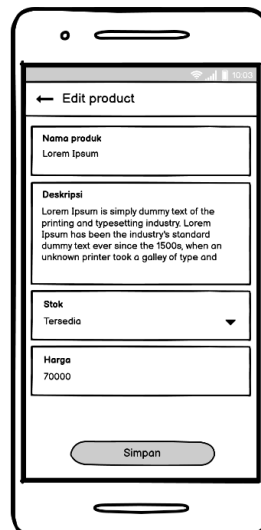 10:03
Edit product
Nama produk
Lorem Ipsum
Deskripsi
Lorem Ipsum is simply dummy text of the
printing and typesetting industry. Lorem
Ipsum has been the industry's standard
dummy text ever since the 1500s, when an
unknown printer took a galley of type and
Stok
Tersedia
Harga
70000
Simpan